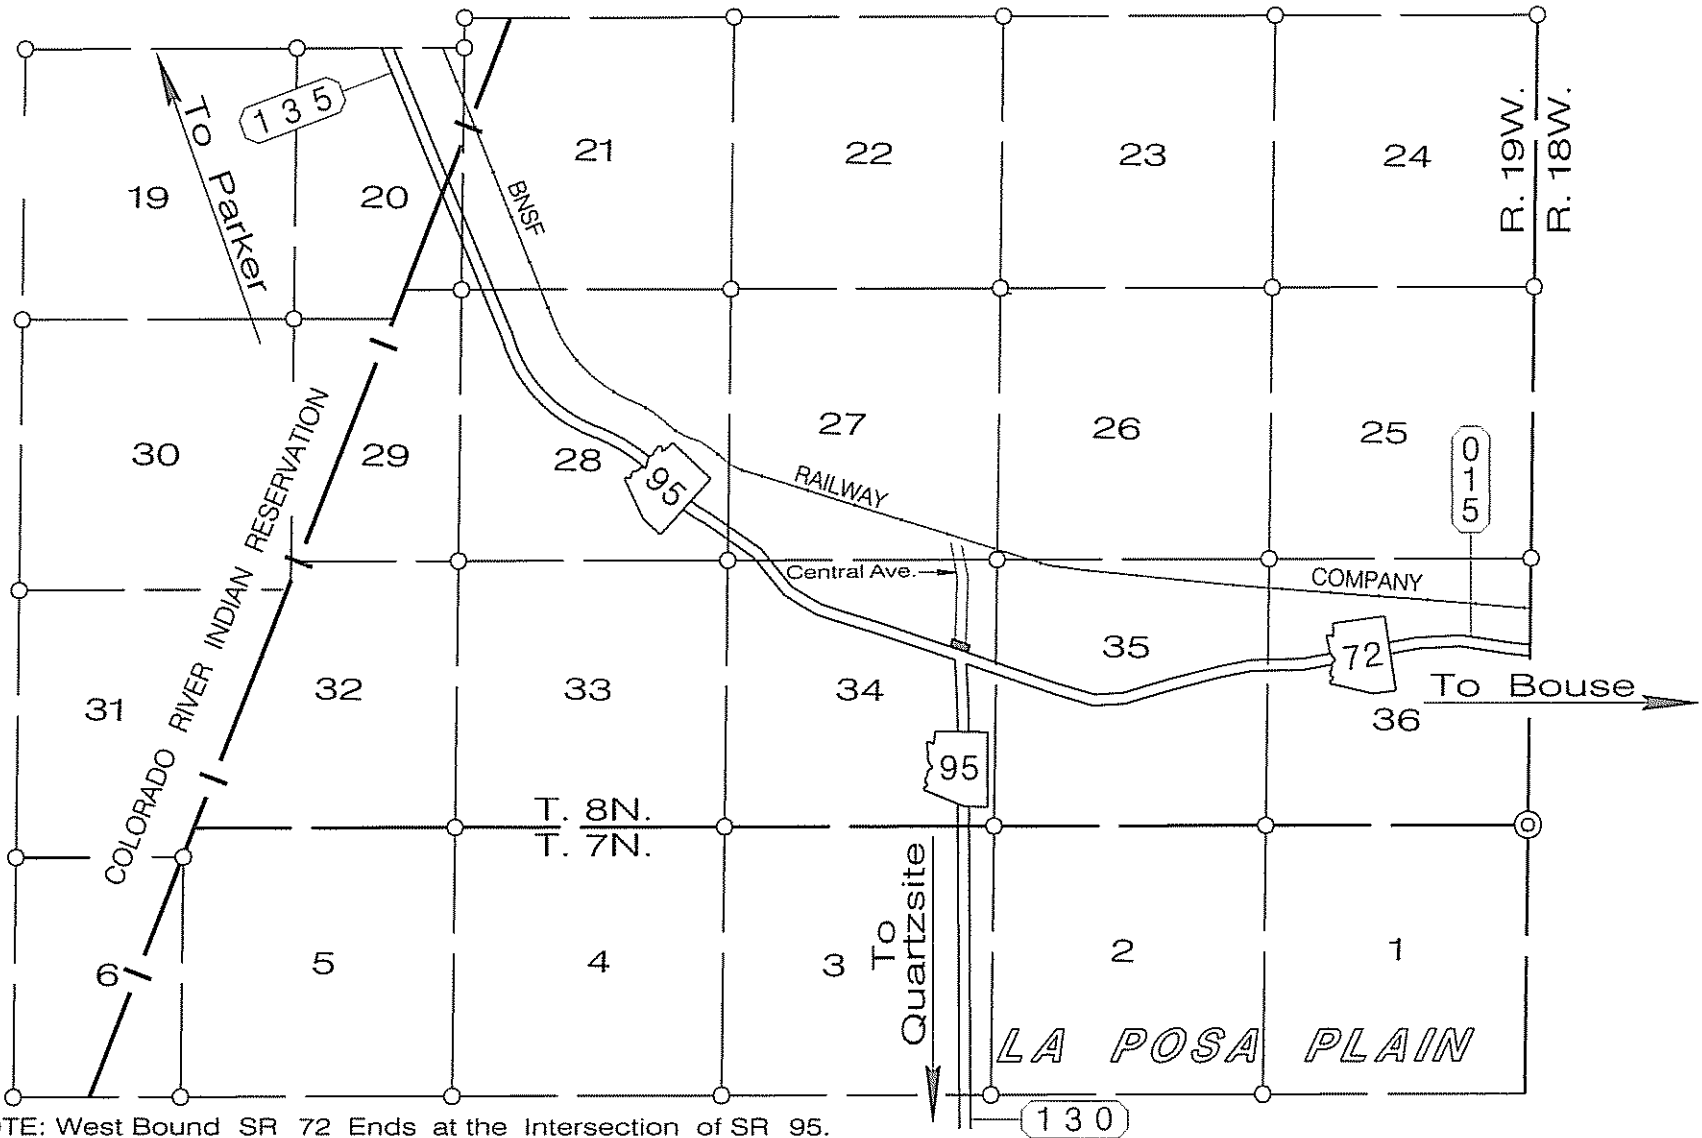 135
To Parker
19
20
21
22
23
24
R. 19W.
R. 18W.
BNSF
30
29
28
27
26
25
95
RAILWAY
0
1
5
COLORADO RIVER INDIAN RESERVATION
Central Ave.
COMPANY
31
32
33
34
35
72
To Bouse
36
95
T. 8N.
T. 7N.
6
5
4
3
To
Quartzsite
2
1
LA POSA PLAIN
130
TE: West Bound SR 72 Ends at the Intersection of SR 95.